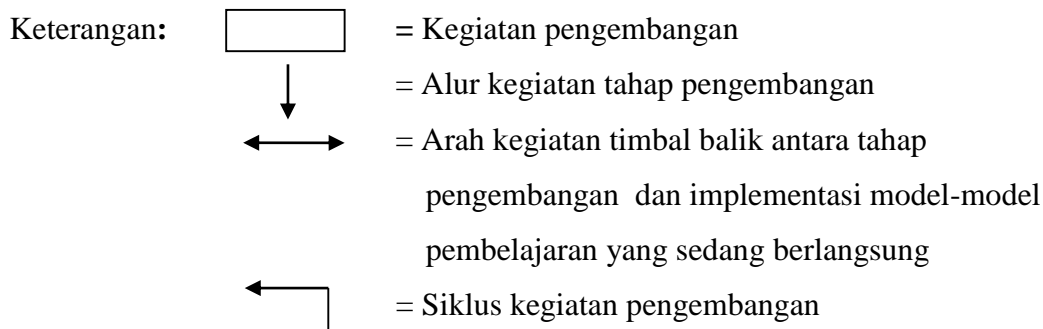 Keterangan: = Kegiatan pengembangan
= Alur kegiatan tahap pengembangan
= Arah kegiatan timbal balik antara tahap
pengembangan dan implementasi model-model
pembelajaran yang sedang berlangsung
= Siklus kegiatan pengembangan